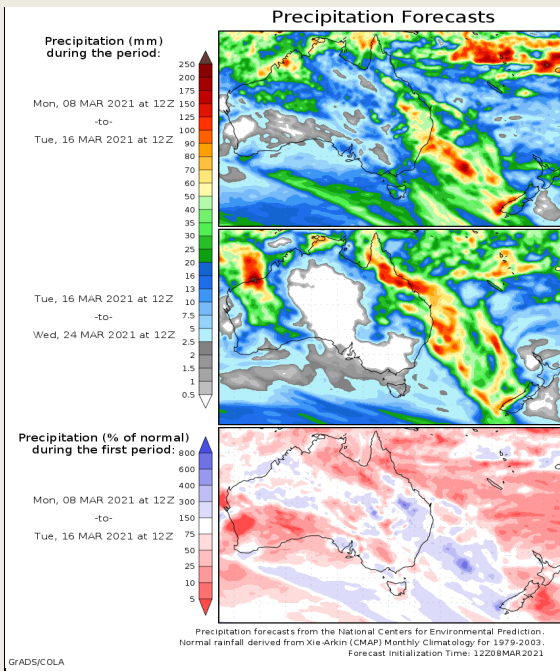 Precipitation Forecasts
Precipitation (mm)
during the period:
Mon, 08 MAR 2021 at 12Z
-to-
Tue, 16 MAR 2021 at 12Z
250
200
175
150
125
100
90
80
70
60
50
40
35
30
25
20
16
13
10
7.5
5
2.5
2
1.5
1
0.5
Tue, 16 MAR 2021 at 12Z
-to-
Wed, 24 MAR 2021 at 12Z
Precipitation (% of normal)
during the first period:
Mon, 08 MAR 2021 at 12Z
-to-
Tue, 16 MAR 2021 at 12Z
800
600
400
300
150
75
50
25
10
5
Precipitation forecasts from the National Centers for Environmental Prediction.
Normal rainfall derived from Xie-Arkin (CMAP) Monthly Climatology for 1979-2003.
Forecast Initialization Time: 12Z08MAR2021
GrADS/COLA